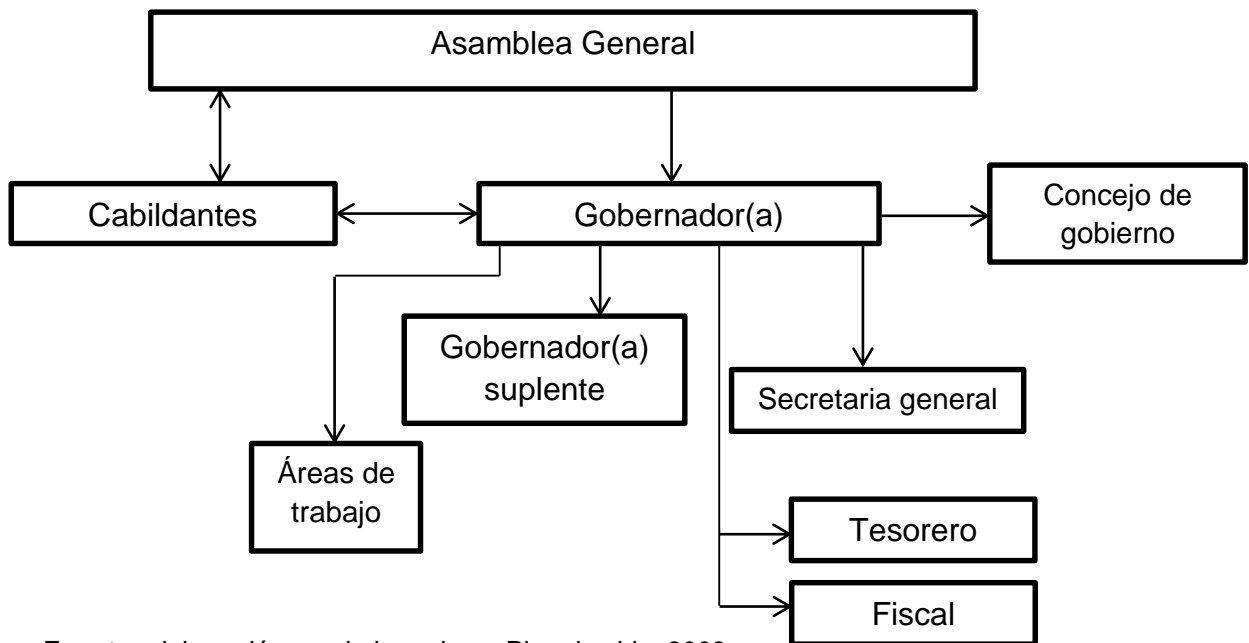 Asamblea General
Cabildantes
Gobernador(a)
Concejo de
gobierno
Gobernador(a)
suplente
Secretaria general
Áreas de
trabajo
Tesorero
Fiscal